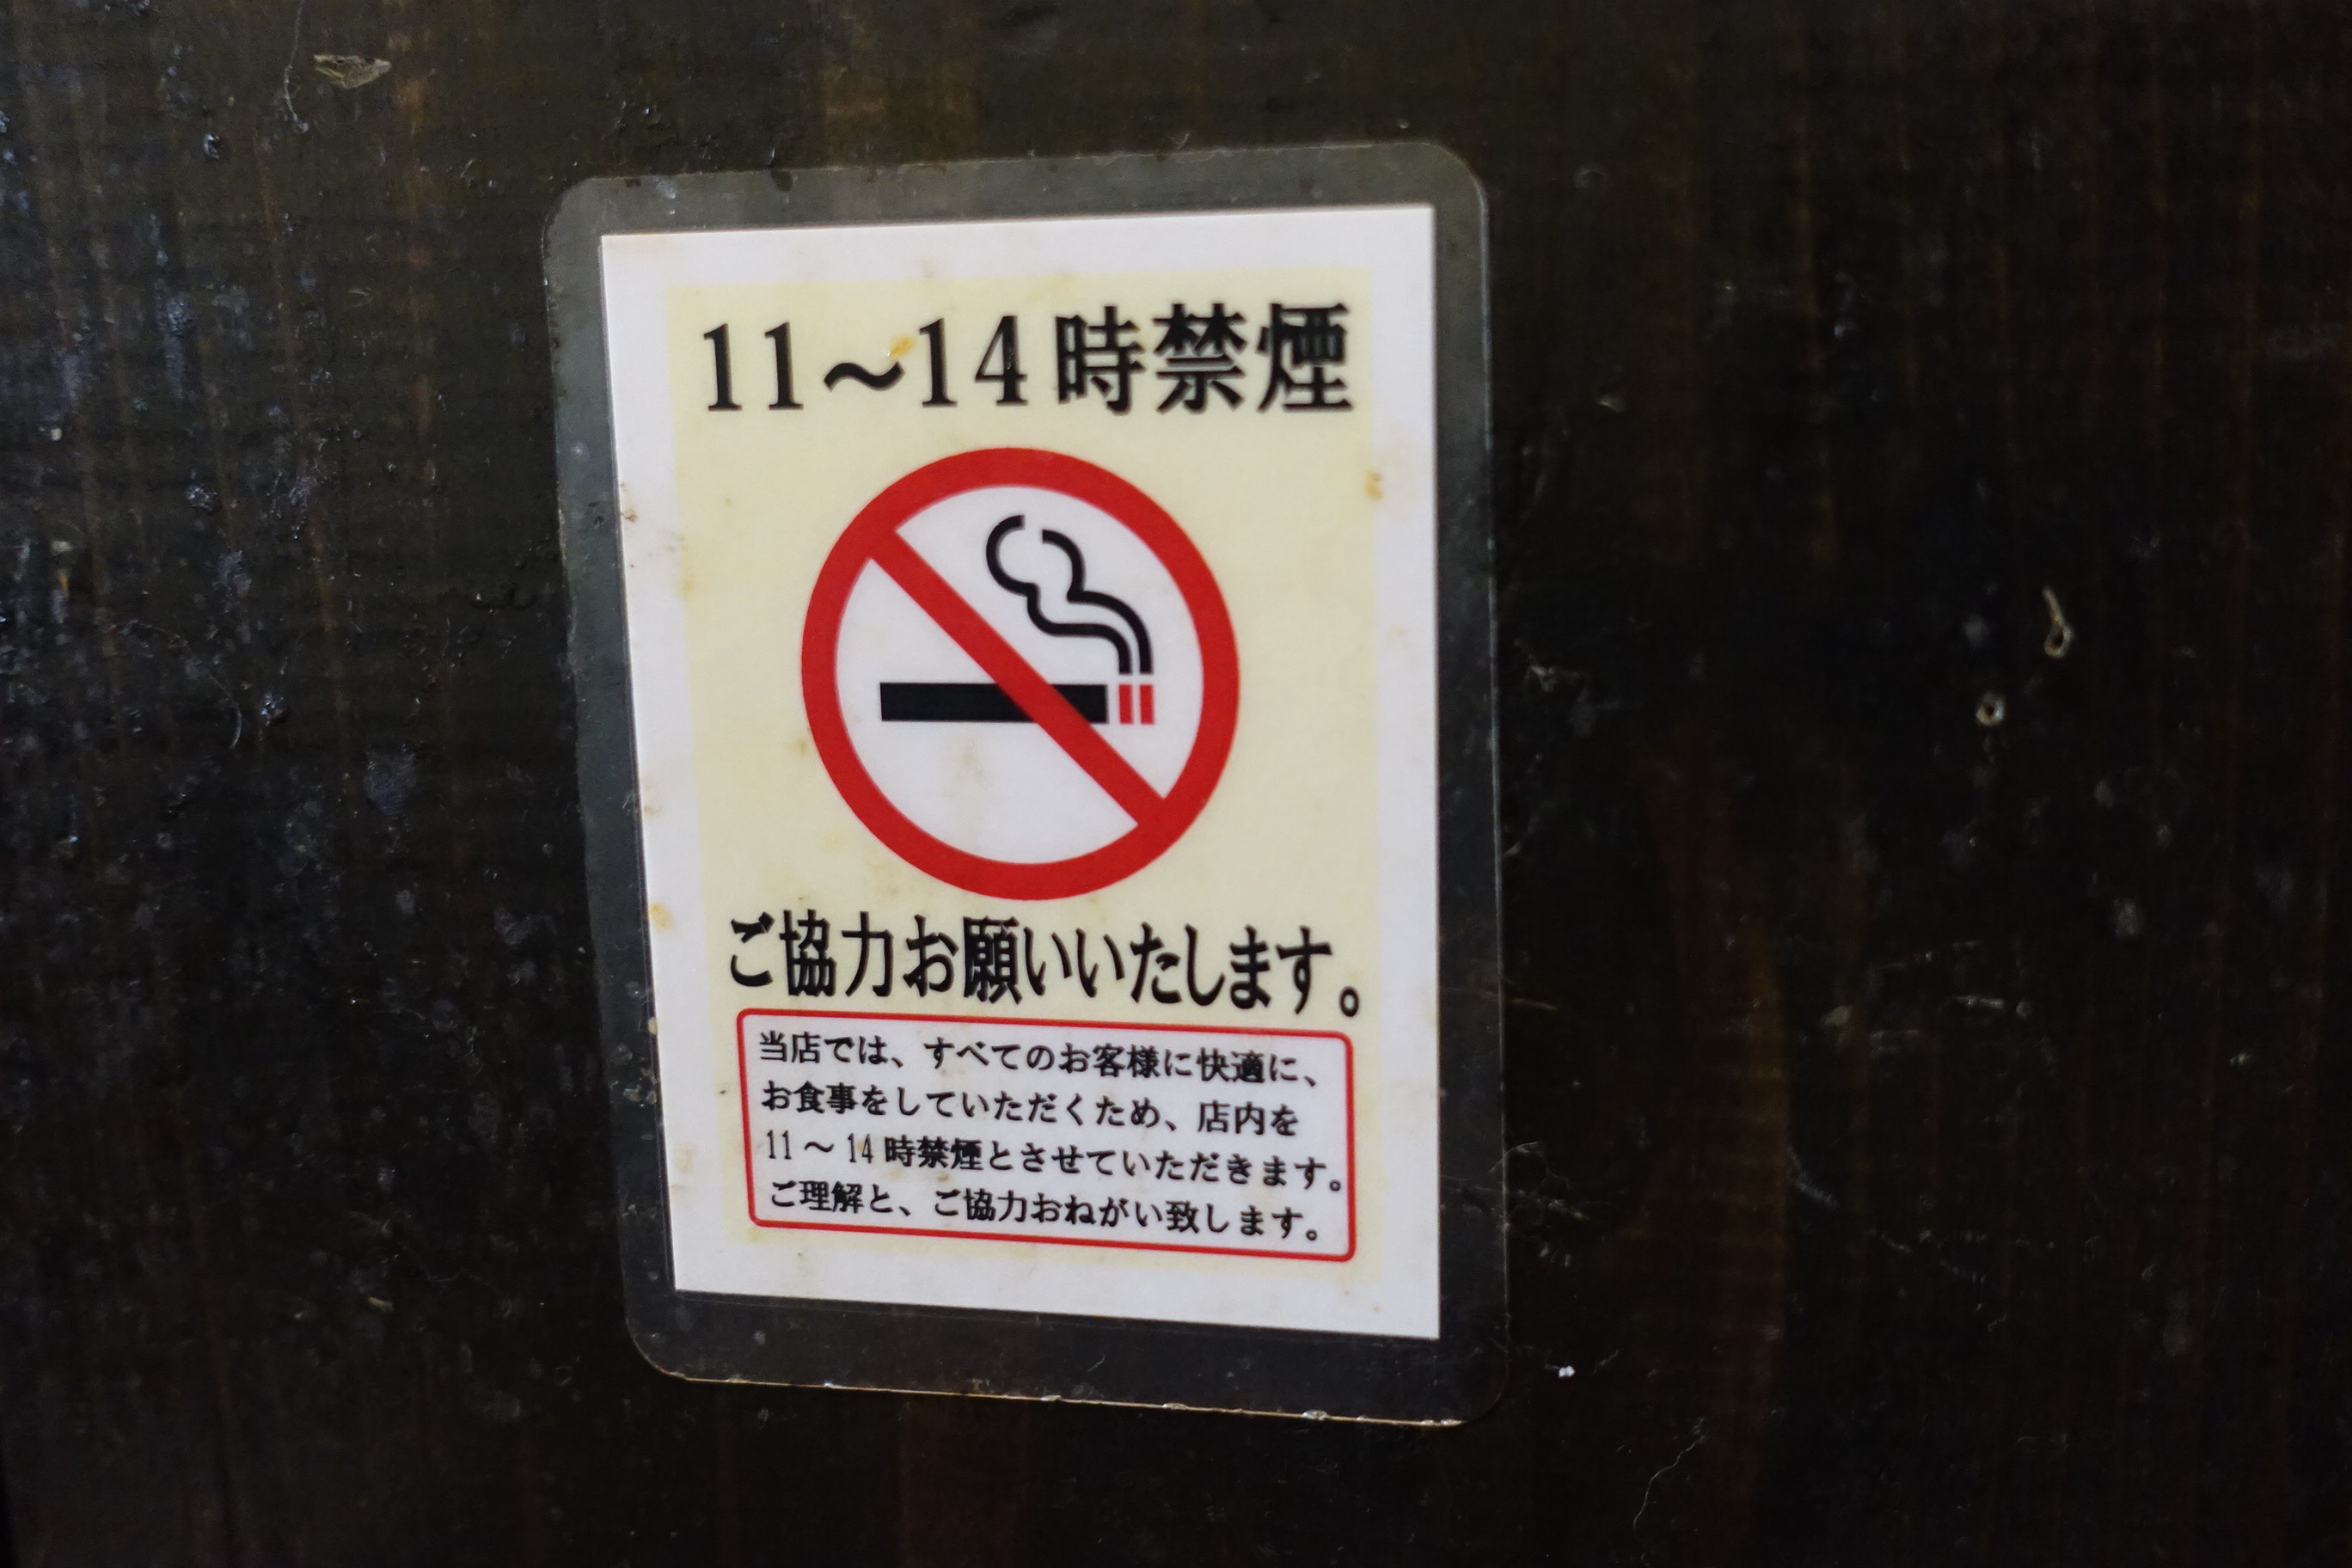 11～14時禁煙
ご協力お願いいたします。
当店では、すべてのお客様に快適に、
お食事をしていただくため、店内を
11～14時禁煙とさせていただきます。
ご理解と、ご協力おねがい致します。